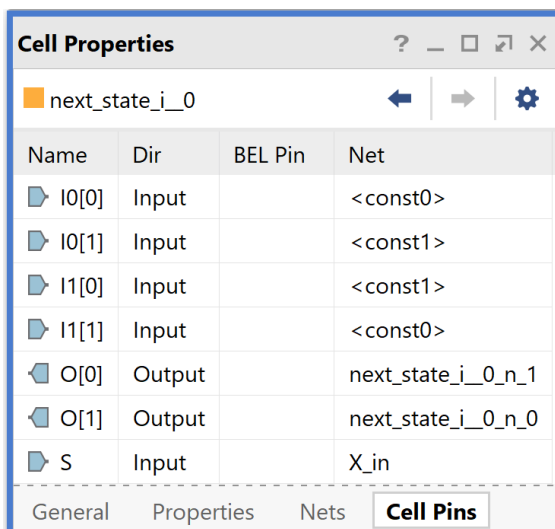 Cell Properties ? _
next_state_i__0
Name Dir BEL Pin Net
I0[0] Input <const0>
I0[1] Input <const1>
I1[0] Input <const1>
I1[1] Input <const0>
O[0] Output next_state_i__0_n_1
O[1] Output next_state_i__0_n_0
S Input X_in
General Properties Nets Cell Pins